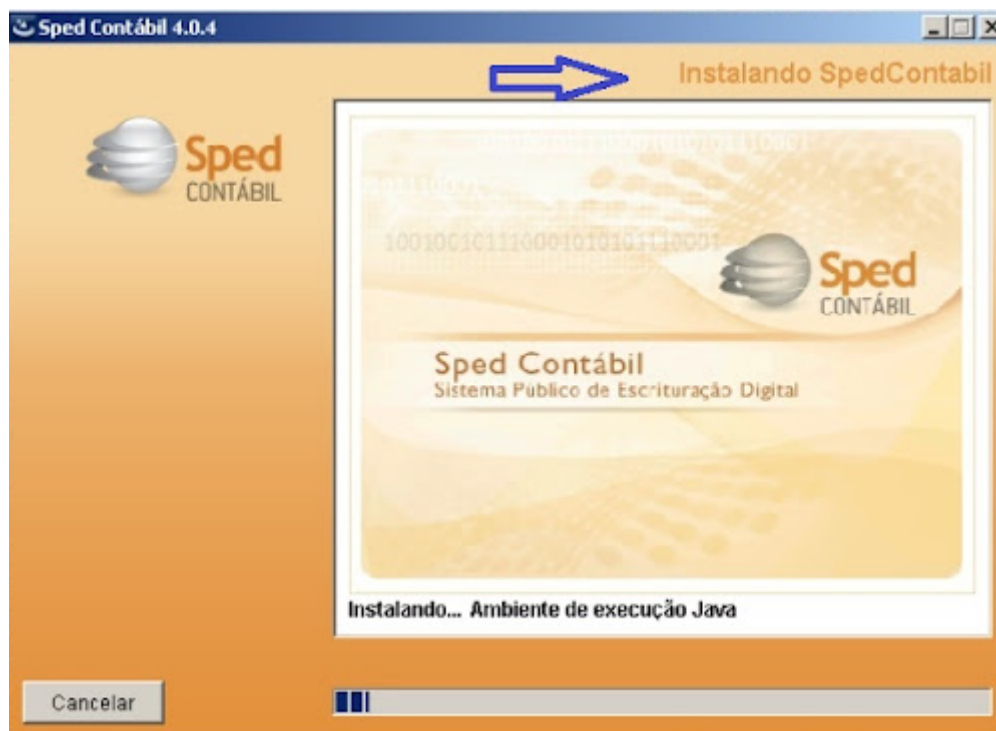 Sped Contábil 4.0.4
Instalando SpedContabil
Sped
CONTÁBIL
Sped
CONTÁBIL
Sped Contábil
Sistema Público de Escrituração Digital
Instalando... Ambiente de execução Java
Cancelar